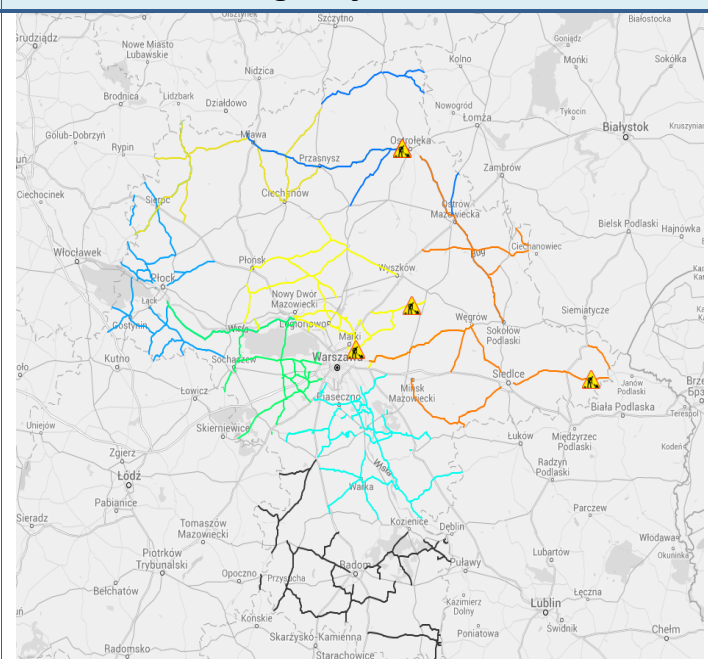 Szczytno
Białostocka
Grudziądz
Nowe Miasto
Lubawskie
Goniądz
Kolno
Mońki
Sokółka
Nidzica
Brodnica
Lidzbark
Działdowo
Nowogród
Łomża
Tykocin
Białystok
Golub-Dobrzyń
Rypin
Mława
Przasnysz
Ostrołęka
Zambrów
Ciechocinek
Sierpc
Ciechanów
Ostrów
Mazowiecka
Bielsk Podlaski
Hajnówka
Włocławek
Płońsk
Wyszków
Bug
Ciechanowiec
Płock
Łąck
Nowy Dwór
Mazowiecki
Siemiatycze
Gostynin
Wisła
Legionowo
Marki
Węgrów
Sokołów
Podlaski
Kutno
Sochaczew
Warszawa
Siedlce
Janów
Podlaski
Łowicz
Piaseczno
Mińsk
Mazowiecki
Biała Podlaska
Terespol
Uniejów
Skierniewice
Łuków
Międzyrzec
Podlaski
Kodeń
Zgierz
Łódź
Wisła
Radzyń
Podlaski
Pabianice
Warka
Parczew
Sieradz
Tomaszów
Mazowiecki
Kozienice
Dęblin
Włodawa
Okuninka
Piotrków
Trybunalski
Lubartów
Opoczno
Przysucha
Radom
Puławy
Bełchatów
Łęczna
Kazimierz
Dolny
Lublin
Końskie
Poniatowa
Świdnik
Chełm
Skarżysko-Kamienna
Radomsko
Starachowice